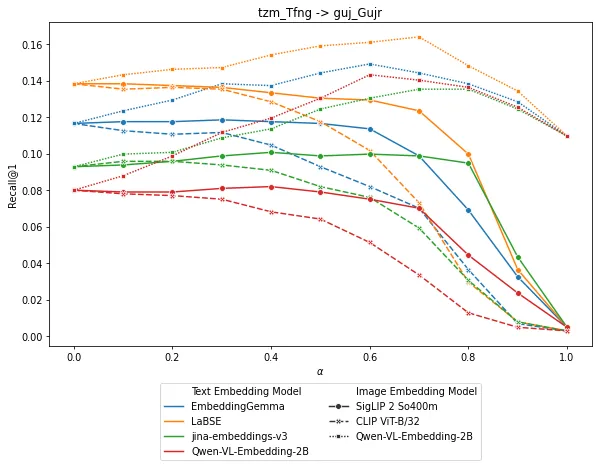 tzm_Tfng -> guj_Gujr
0.16
0.14
0.12
0.10
0.08
0.06
0.04
0.02
0.00
Recall@1
0.0 0.2 0.4 0.6 0.8 1.0
α
Text Embedding Model Image Embedding Model
EmbeddingGemma SigLIP 2 So400m
LaBSE CLIP ViT-B/32
jina-embeddings-v3 Qwen-VL-Embedding-2B
Qwen-VL-Embedding-2B